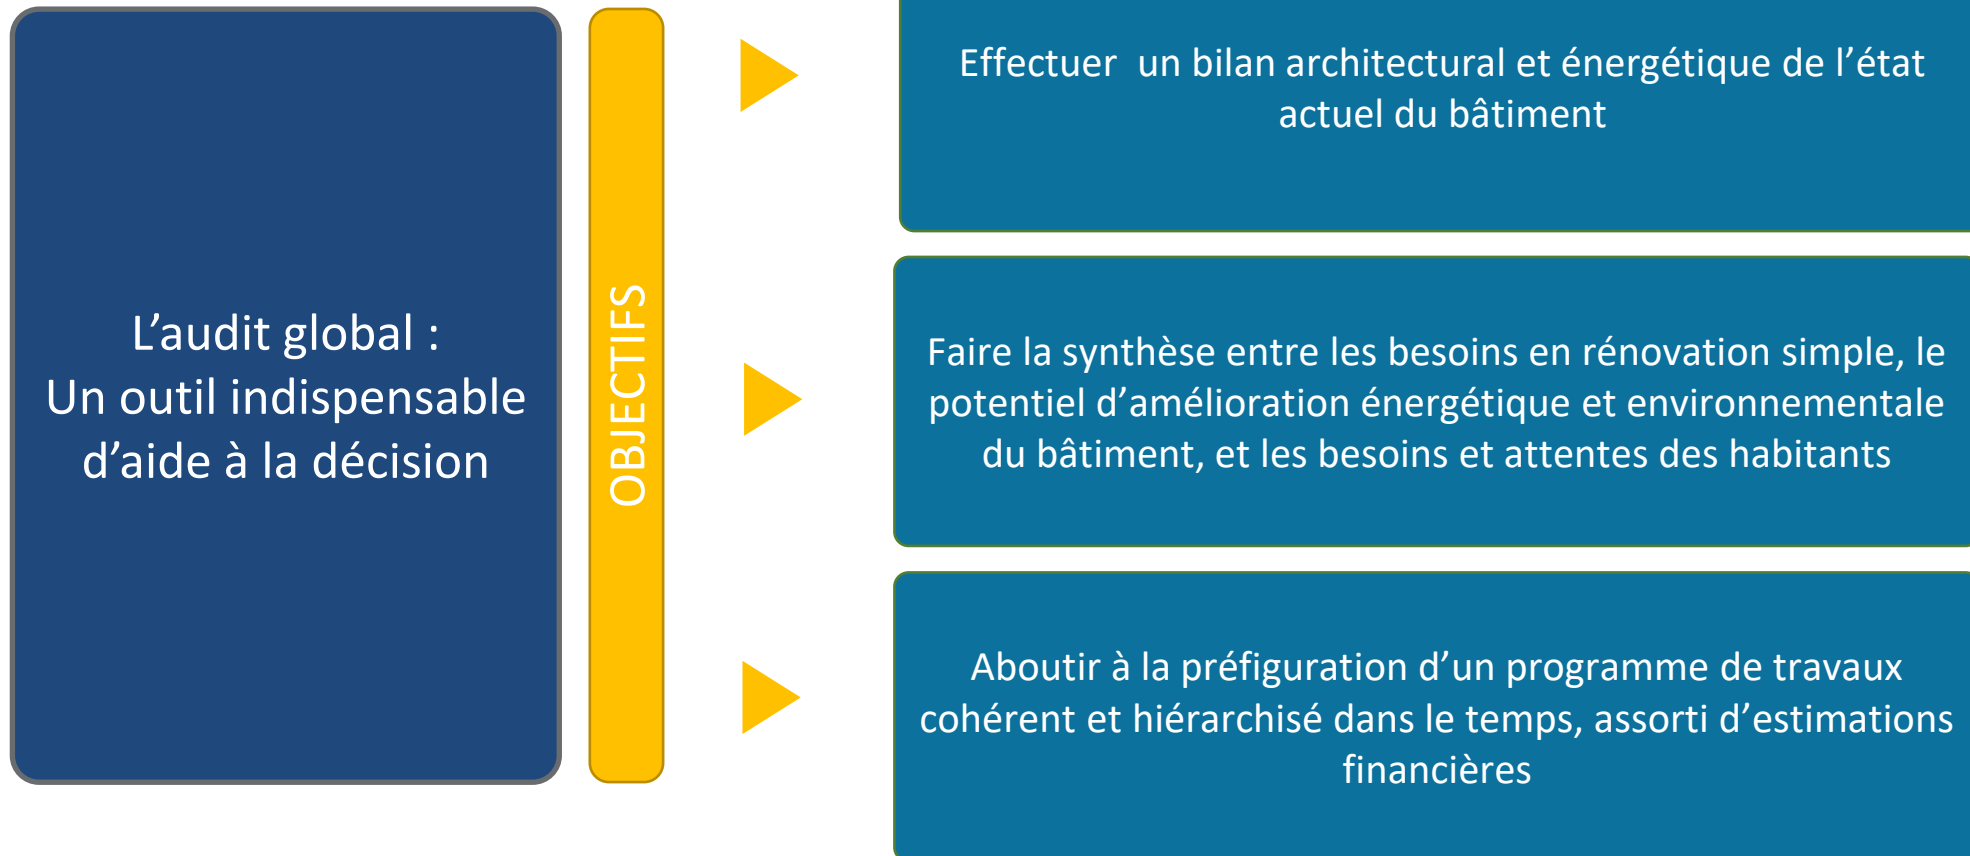 L’audit global :
Un outil indispensable
d’aide à la décision
OBJECTIFS
Effectuer  un bilan architectural et énergétique de l’état
actuel du bâtiment
Faire la synthèse entre les besoins en rénovation simple, le
potentiel d’amélioration énergétique et environnementale
du bâtiment, et les besoins et attentes des habitants
Aboutir à la préfiguration d’un programme de travaux
cohérent et hiérarchisé dans le temps, assorti d’estimations
financières